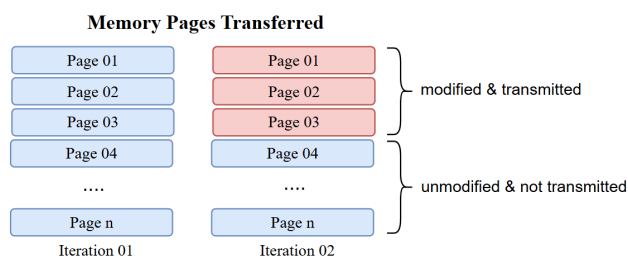 Memory Pages Transferred
Page 01
Page 02
Page 03
Page 04
....
Page n
Iteration 01
Page 01
Page 02
Page 03
Page 04
....
Page n
Iteration 02
modified & transmitted
unmodified & not transmitted